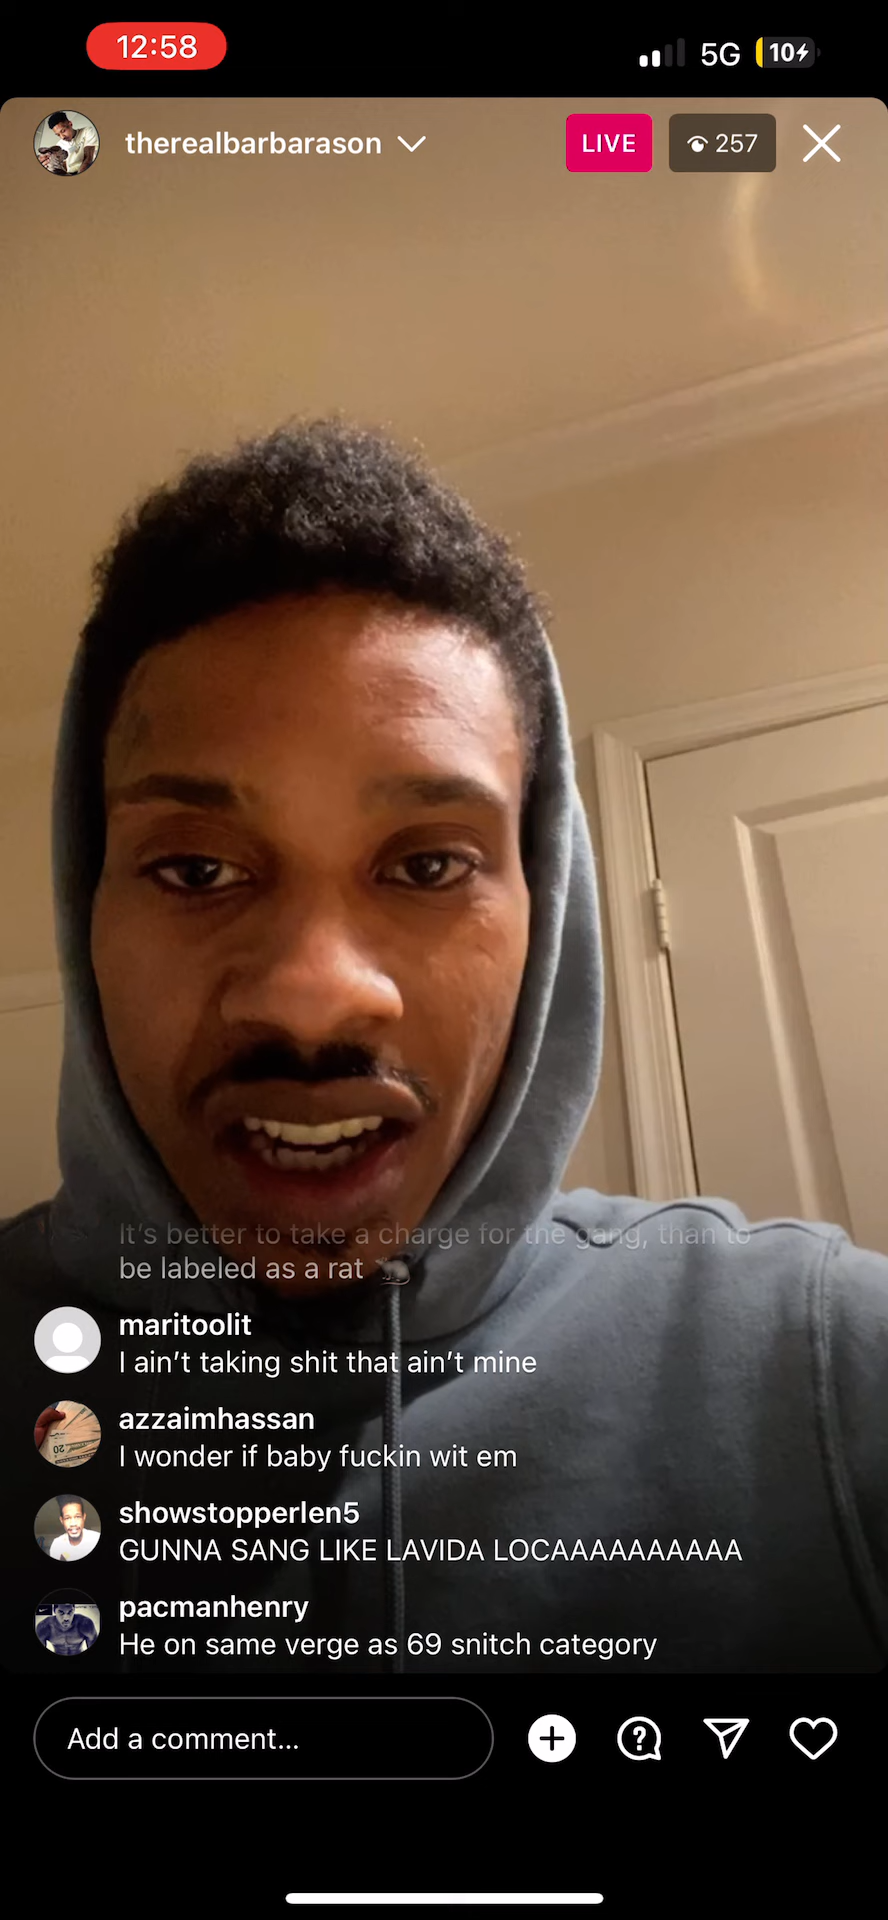 12:58
5G
10
therealbarbarason
LIVE
257
It's better to take a charge for the gang, than to
be labeled as a rat 🐀
maritoolit
I ain't taking shit that ain't mine
azzaimhassan
I wonder if baby fuckin wit em
showstopperlen5
GUNNA SANG LIKE LAVIDA LOCAAAAAAAAAA
pacmanhenry
He on same verge as 69 snitch category
Add a comment...